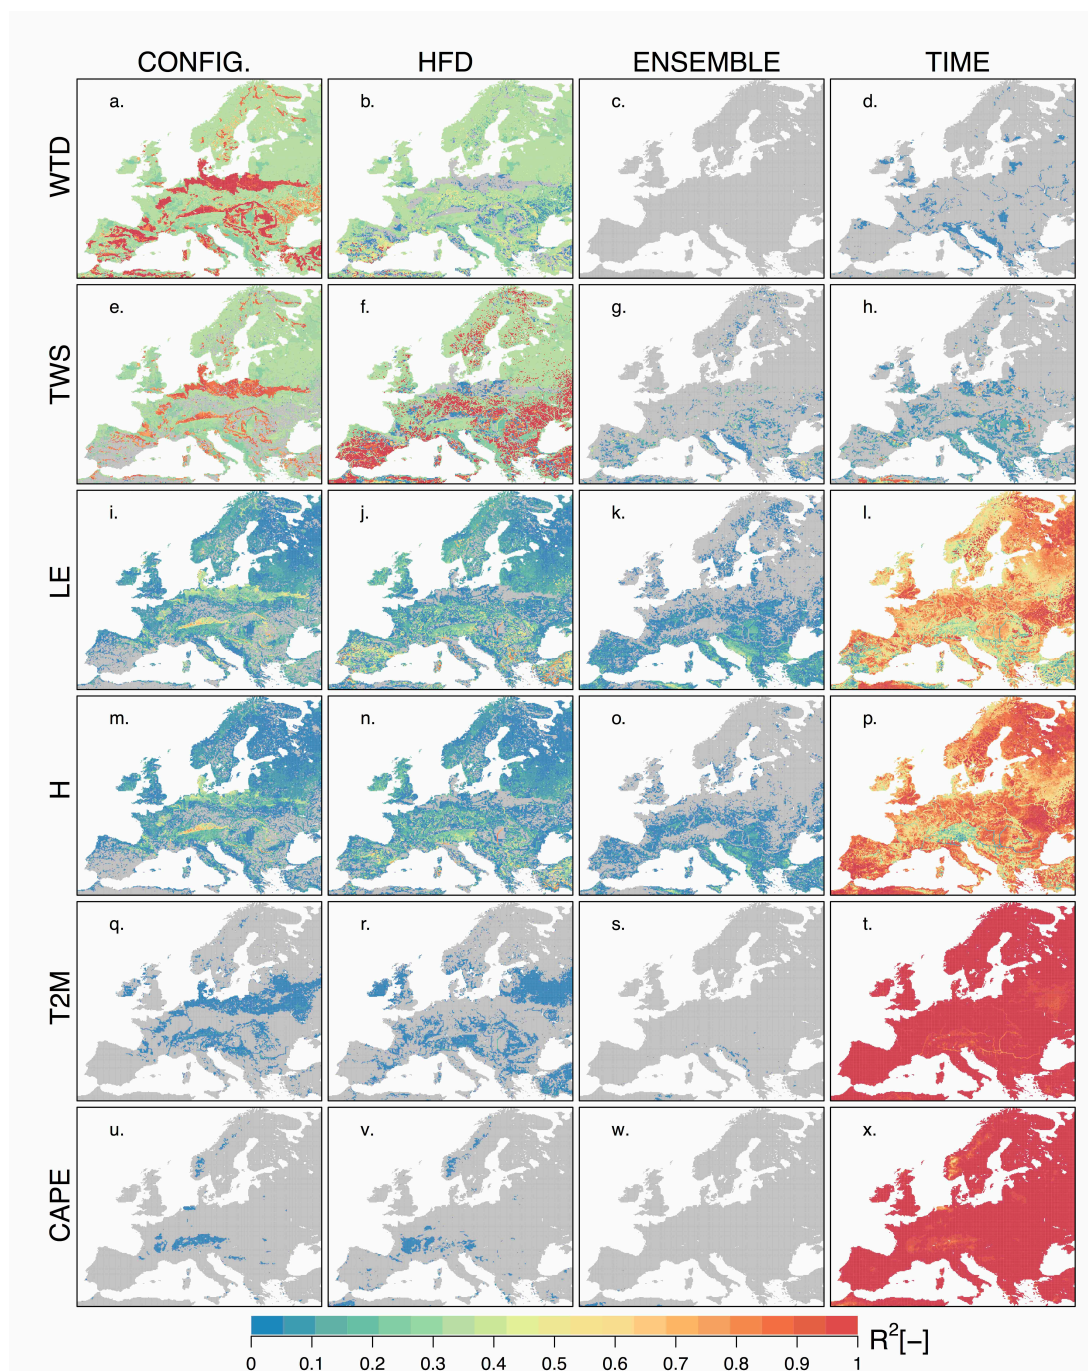 CONFIG. HFD ENSEMBLE TIME
WTD
a. b. c. d.
TWS
e. f. g. h.
LE
i. j. k. l.
H
m. n. o. p.
T2M
q. r. s. t.
CAPE
u. v. w. x.
R²[–]
0 0.1 0.2 0.3 0.4 0.5 0.6 0.7 0.8 0.9 1